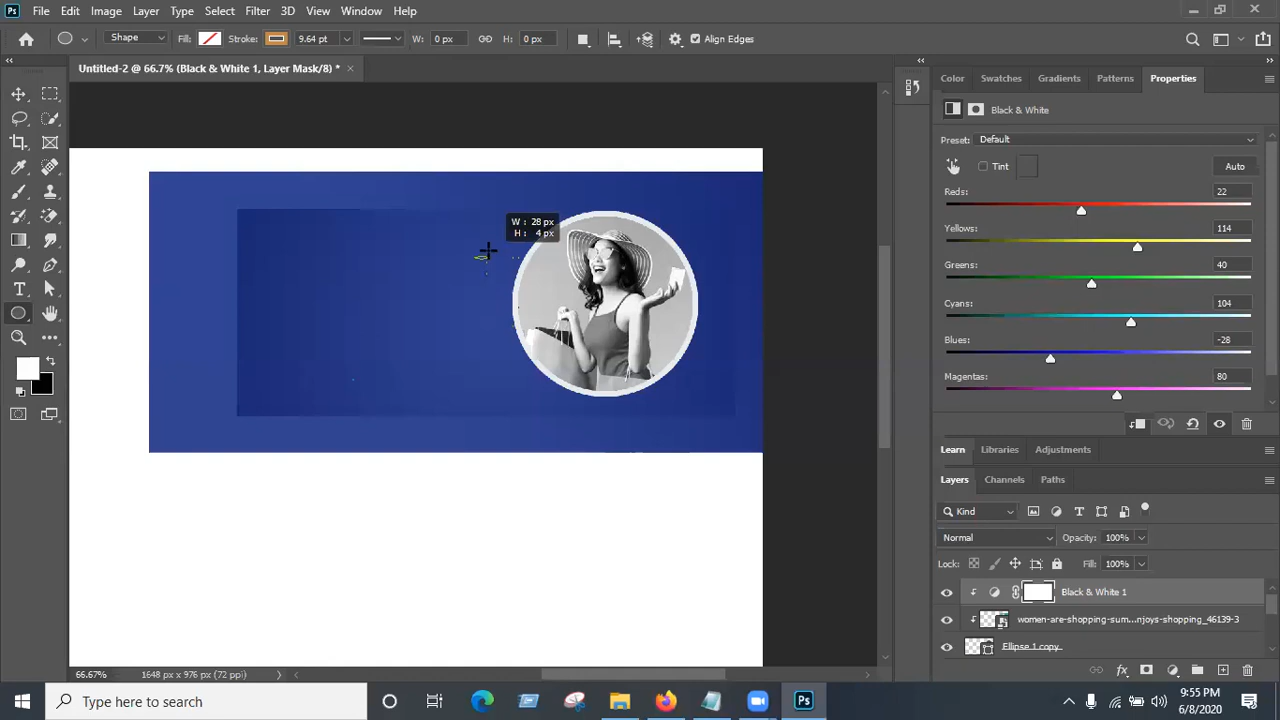 Ps File Edit Image Layer Type Select Filter 3D View Window Help
Shape Fill: Stroke: 9.64 pt W: 0 px H: 0 px Align Edges
Untitled-2 @ 66.7% (Black & White 1, Layer Mask/8) *
Color Swatches Gradients Patterns Properties
Black & White
Preset: Default
Tint Auto
Reds: 22
Yellows: 114
Greens: 40
Cyans: 104
Blues: -28
Magentas: 80
W : 28 px
H : 4 px
Learn Libraries Adjustments
Layers Channels Paths
Kind
Normal Opacity: 100%
Lock: Fill: 100%
Black & White 1
women-are-shopping-sum...njoys-shopping_46139-3
Ellipse 1 copy
66.67% 1648 px x 976 px (72 ppi)
Type here to search
Ps
9:55 PM
6/8/2020